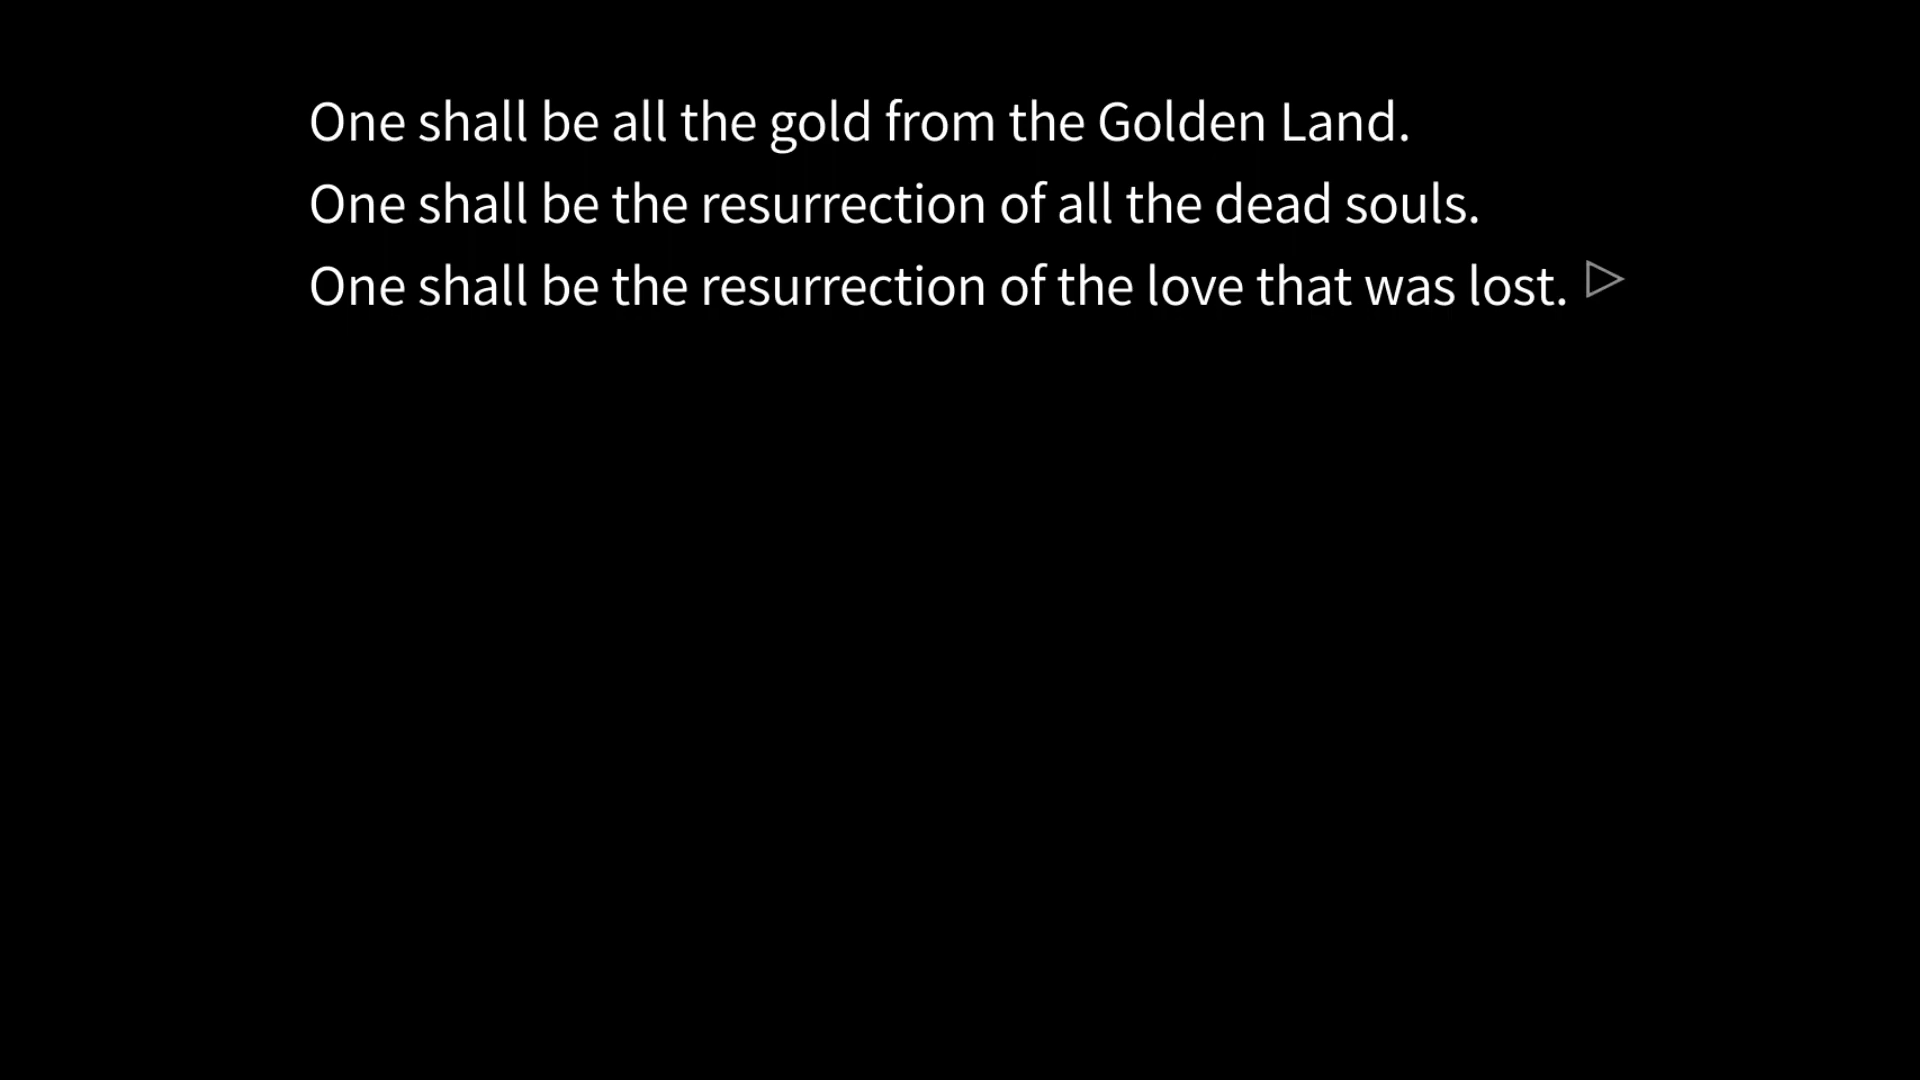 One shall be all the gold from the Golden Land.
One shall be the resurrection of all the dead souls.
One shall be the resurrection of the love that was lost.